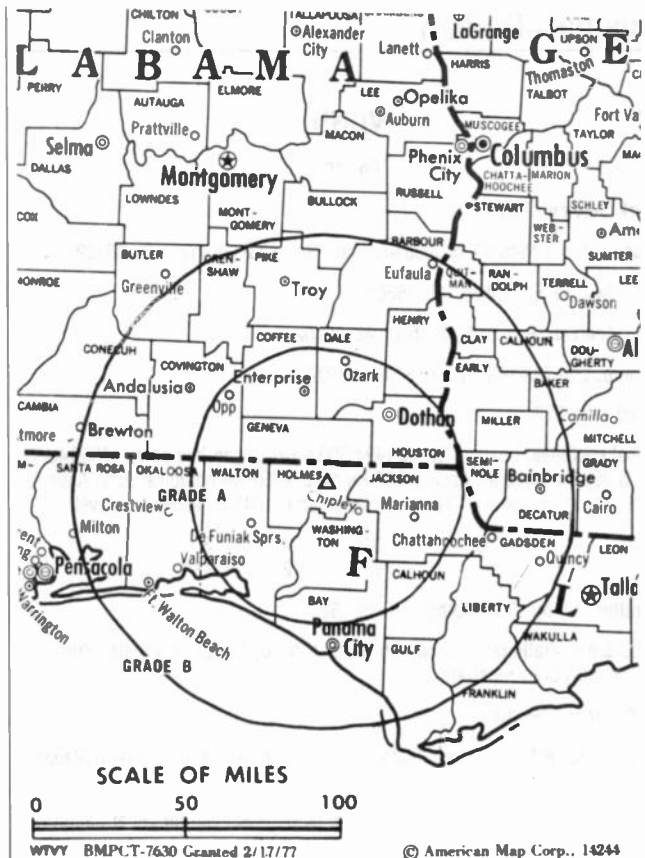 CHILTON
Clanton
TALLAPOOSA
Alexander
City
Lanett
LaGrange
UPSON
Thomaston
L A B A M A
G E
HARRIS
TALBOT
PERRY
AUTAUGA
Prattville
ELMORE
LEE
Opelika
Auburn
MACON
MUSCOGEE
TAYLOR
Fort Va
Selma
DALLAS
Montgomery
Phenix
City
Columbus
CHATTA-
HOOCHEE
MARION
MAC
LOWNDES
MONT-
GOMERY
BULLOCK
RUSSELL
STEWART
WEB-
STER
SCHLEY
Ame
SUMTER
COX
BUTLER
Greenville
CREN-
SHAW
PIKE
Troy
BARBOUR
Eufaula
QUIT-
MAN
RAN-
DOLPH
TERRELL
Dawson
LEE
MONROE
HENRY
CLAY
CALHOUN
DOU-
GHERTY
Al
CONECUH
COVINGTON
Andalusia
COFFEE
Enterprise
Opp
DALE
Ozark
EARLY
BAKER
Camilla
CAMBIA
tmore
Brewton
GENEVA
Dothan
HOUSTON
MILLER
MITCHELL
M-
SANTA ROSA
OKALOOSA
WALTON
HOLMES
JACKSON
SEMI-
NOLE
Bainbridge
DECATUR
GRADY
Cairo
GRADE A
Crestview
Chipley
Marianna
Milton
De Funiak Sprs.
WASHING-
TON
Chattahoochee
GADSDEN
LEON
ent
ng
Pensacola
Valparaiso
F
Quincy
Warrington
Ft. Walton Beach
CALHOUN
LIBERTY
L
Talla
BAY
Panama
City
GULF
WAKULLA
GRADE B
FRANKLIN
SCALE OF MILES
0 50 100
WTVY BMPCT-7630 Granted 2/17/77
© American Map Corp., 14244